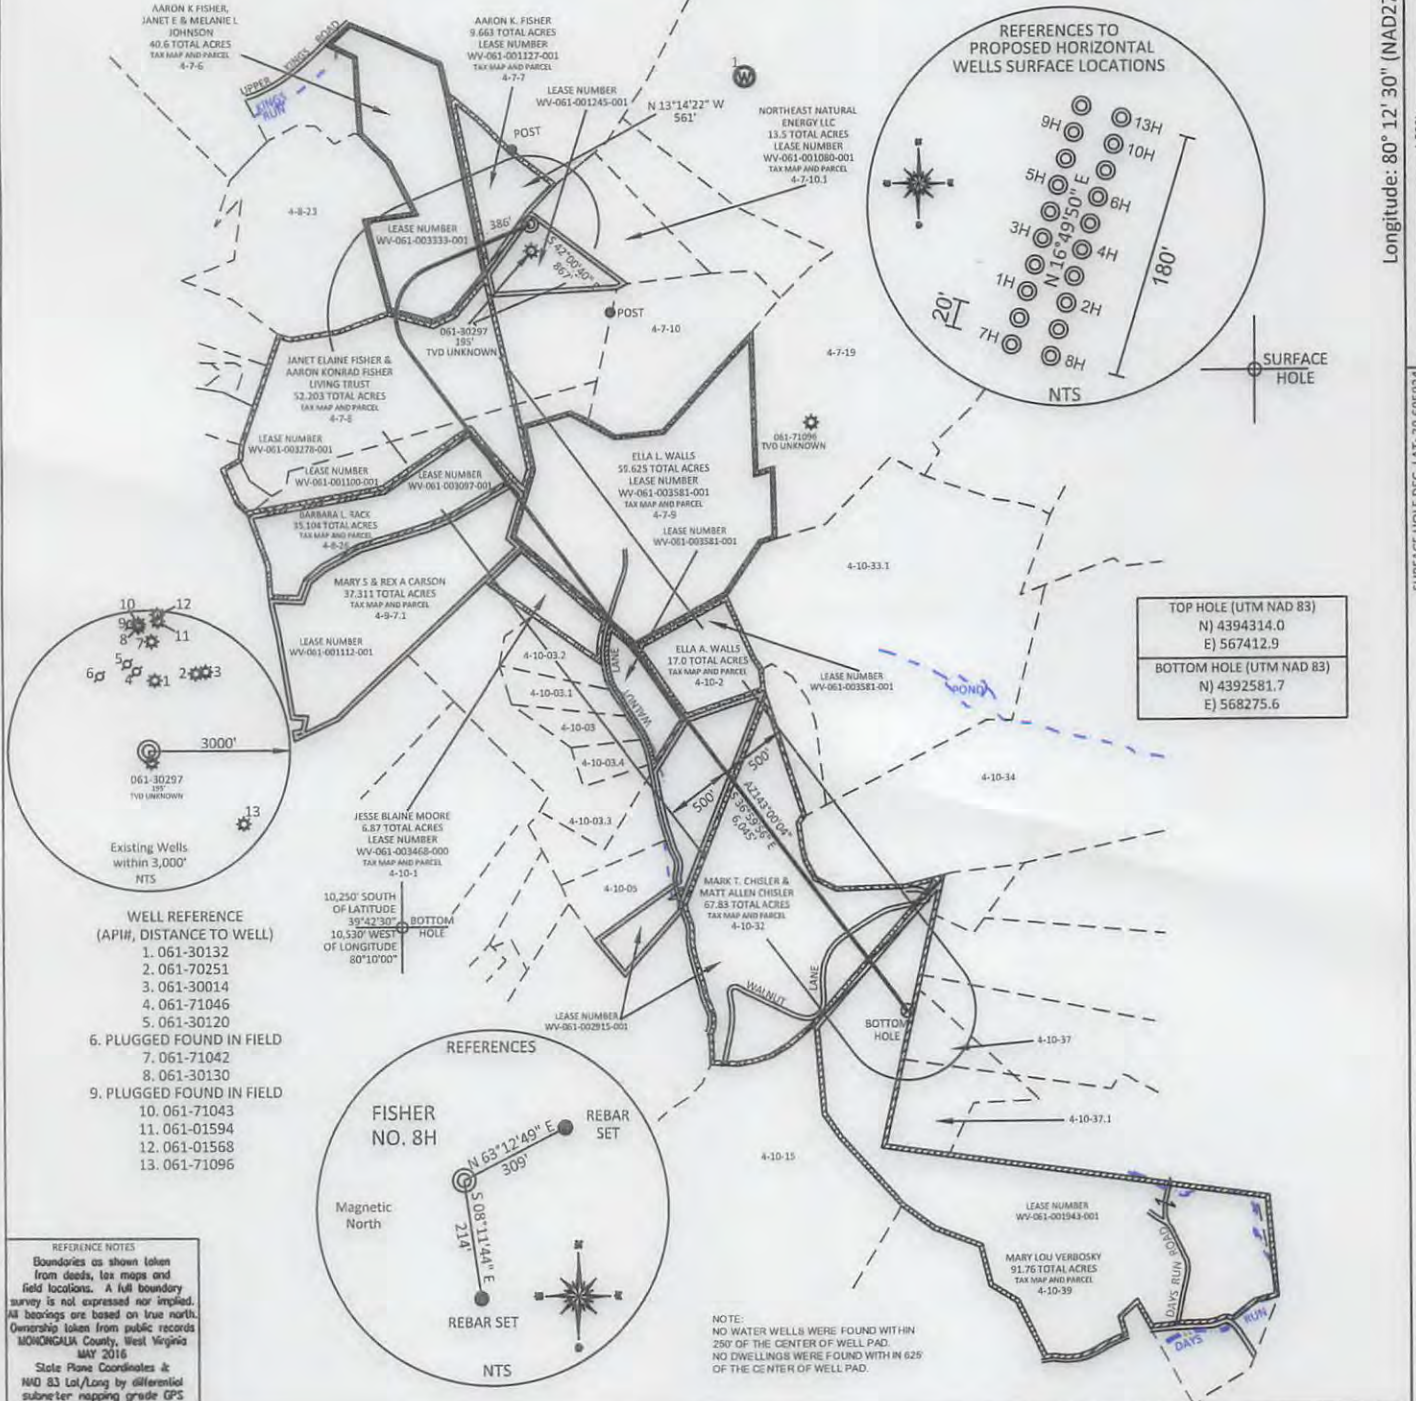 AARON K FISHER,
JANET E & MELANIE L
JOHNSON
40.6 TOTAL ACRES
TAX MAP AND PARCEL
4-7-6
UPPER KINGS ROAD
KINGS
RUN
AARON K. FISHER
9.663 TOTAL ACRES
LEASE NUMBER
WV-061-001127-001
TAX MAP AND PARCEL
4-7-7
LEASE NUMBER
WV-061-001245-001
POST
N 13°14'22" W
561'
1
W
NORTHEAST NATURAL
ENERGY LLC
13.5 TOTAL ACRES
LEASE NUMBER
WV-061-001080-001
TAX MAP AND PARCEL
4-7-10.1
REFERENCES TO
PROPOSED HORIZONTAL
WELLS SURFACE LOCATIONS
9H
13H
10H
5H
6H
3H
4H
1H
2H
7H
8H
N 16°49'50" E
180'
20'
NTS
Longitude: 80° 12' 30" (NAD27
SURFACE
HOLE
4-8-23
LEASE NUMBER
WV-061-003333-001
386'
S 42°00'40" E
867'
061-30297
195'
TVD UNKNOWN
POST
4-7-10
4-7-19
JANET ELAINE FISHER &
AARON KONRAD FISHER
LIVING TRUST
52.203 TOTAL ACRES
TAX MAP AND PARCEL
4-7-8
LEASE NUMBER
WV-061-003278-001
LEASE NUMBER
WV-061-001100-001
LEASE NUMBER
WV-061-003097-001
BARBARA L. RACK
35.104 TOTAL ACRES
TAX MAP AND PARCEL
4-8-26
MARY S & REX A CARSON
37.311 TOTAL ACRES
TAX MAP AND PARCEL
4-9-7.1
LEASE NUMBER
WV-061-001112-001
ELLA L. WALLS
59.625 TOTAL ACRES
LEASE NUMBER
WV-061-003581-001
TAX MAP AND PARCEL
4-7-9
LEASE NUMBER
WV-061-003581-001
061-71096
TVD UNKNOWN
4-10-33.1
TOP HOLE (UTM NAD 83)
N) 4394314.0
E) 567412.9
BOTTOM HOLE (UTM NAD 83)
N) 4392581.7
E) 568275.6
10
12
9
8
7
11
5
6
4
1
2
3
3000'
061-30297
195'
TVD UNKNOWN
13
Existing Wells
within 3,000'
NTS
4-10-03.2
4-10-03.1
4-10-03
4-10-03.4
4-10-03.3
4-10-05
LANE
WALNUT
ELLA A. WALLS
17.0 TOTAL ACRES
TAX MAP AND PARCEL
4-10-2
LEASE NUMBER
WV-061-003581-001
POND
4-10-34
500'
500'
AZ143°00'04"
S 36°59'56" E
6,045'
JESSE BLAINE MOORE
6.87 TOTAL ACRES
LEASE NUMBER
WV-061-003468-000
TAX MAP AND PARCEL
4-10-1
10,250' SOUTH
OF LATITUDE
39°42'30"
10,530' WEST
OF LONGITUDE
80°10'00"
BOTTOM
HOLE
MARK T. CHISLER &
MATT ALLEN CHISLER
67.83 TOTAL ACRES
TAX MAP AND PARCEL
4-10-32
WALNUT
LANE
LEASE NUMBER
WV-061-002915-001
BOTTOM
HOLE
4-10-37
4-10-37.1
4-10-15
WELL REFERENCE
(API#, DISTANCE TO WELL)
1. 061-30132
2. 061-70251
3. 061-30014
4. 061-71046
5. 061-30120
6. PLUGGED FOUND IN FIELD
7. 061-71042
8. 061-30130
9. PLUGGED FOUND IN FIELD
10. 061-71043
11. 061-01594
12. 061-01568
13. 061-71096
REFERENCES
FISHER
NO. 8H
REBAR
SET
N 63°12'49" E
309'
S 08°11'44" E
214'
Magnetic
North
REBAR SET
NTS
LEASE NUMBER
WV-061-001943-001
MARY LOU VERBOSKY
91.76 TOTAL ACRES
TAX MAP AND PARCEL
4-10-39
DAYS RUN ROAD
DAYS
RUN
NOTE:
NO WATER WELLS WERE FOUND WITHIN
250' OF THE CENTER OF WELL PAD.
NO DWELLINGS WERE FOUND WITH IN 625'
OF THE CENTER OF WELL PAD.
REFERENCE NOTES
Boundaries as shown taken
from deeds, tax maps and
field locations. A full boundary
survey is not expressed nor implied.
All bearings are based on true north.
Ownership taken from public records
MONONGALIA County, West Virginia
MAY 2016
State Plane Coordinates &
NAD 83 Lat/Long by differential
submeter mapping grade GPS